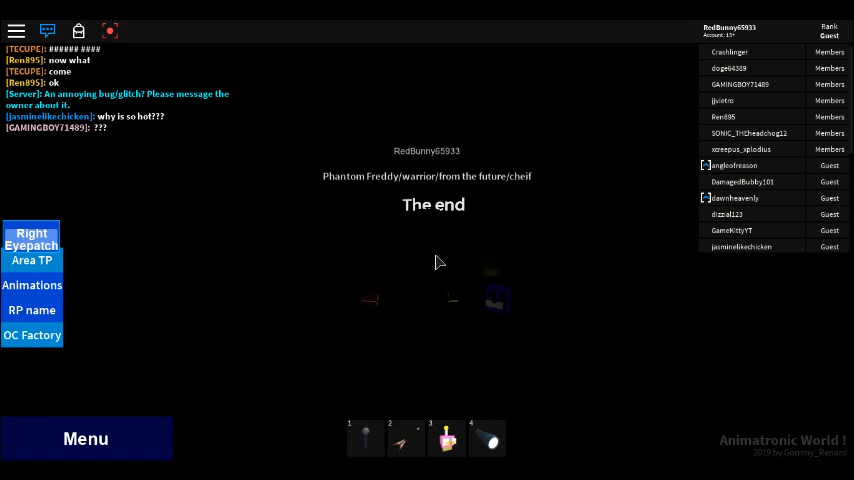 RedBunny65933
Account: 13+
Rank
Guest
[TECUPE]: ###### ####
[Ren895]: now what
[TECUPE]: come
[Ren895]: ok
[Server]: An annoying bug/glitch? Please message the
owner about it.
[jasminelikechicken]: why is so hot???
[GAMINGBOY71489]: ???
Crashlinger Members
doge64389 Members
GAMINGBOY71489 Members
jjvietro Members
Ren895 Members
SONIC_THEheadchog12 Members
xcreepus_xplodius Members
angleofreason Guest
DamagedBubby101 Guest
dawnheavenly Guest
dizzial123 Guest
GameKittyYT Guest
jasminelikechicken Guest
RedBunny65933
Phantom Freddy/warrior/from the future/cheif
The end
Right
Eyepatch
Area TP
Animations
RP name
OC Factory
Menu
1 2 3 4
Animatronic World !
2019 by Gommy_Renard